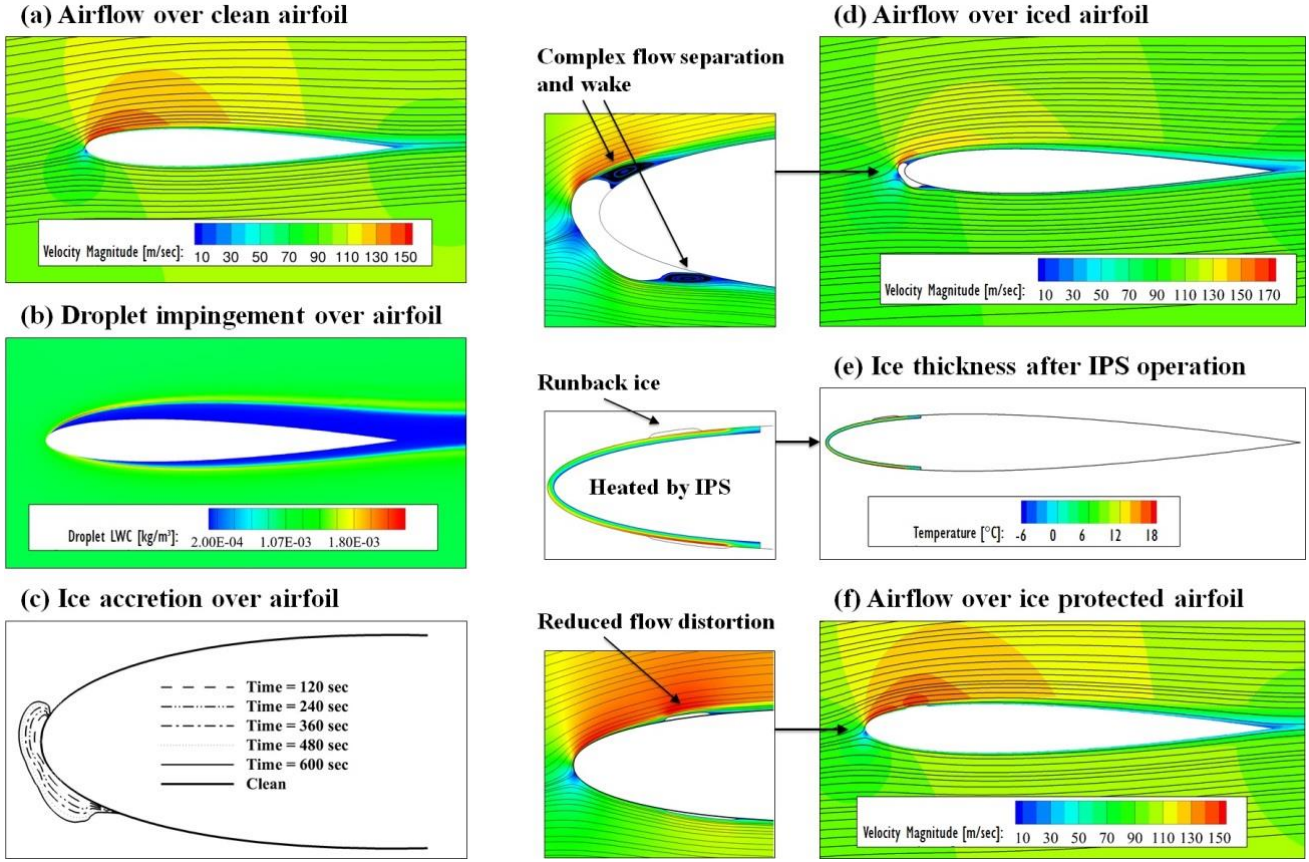 (a) Airflow over clean airfoil
Velocity Magnitude [m/sec]:
10 30 50 70 90 110 130 150
(b) Droplet impingement over airfoil
Droplet LWC [kg/m³]:
2.00E-04 1.07E-03 1.80E-03
(c) Ice accretion over airfoil
Time = 120 sec
Time = 240 sec
Time = 360 sec
Time = 480 sec
Time = 600 sec
Clean
Complex flow separation
and wake
(d) Airflow over iced airfoil
Velocity Magnitude [m/sec]:
10 30 50 70 90 110 130 150 170
Runback ice
Heated by IPS
(e) Ice thickness after IPS operation
Temperature [°C]:
-6 0 6 12 18
Reduced flow distortion
(f) Airflow over ice protected airfoil
Velocity Magnitude [m/sec]:
10 30 50 70 90 110 130 150